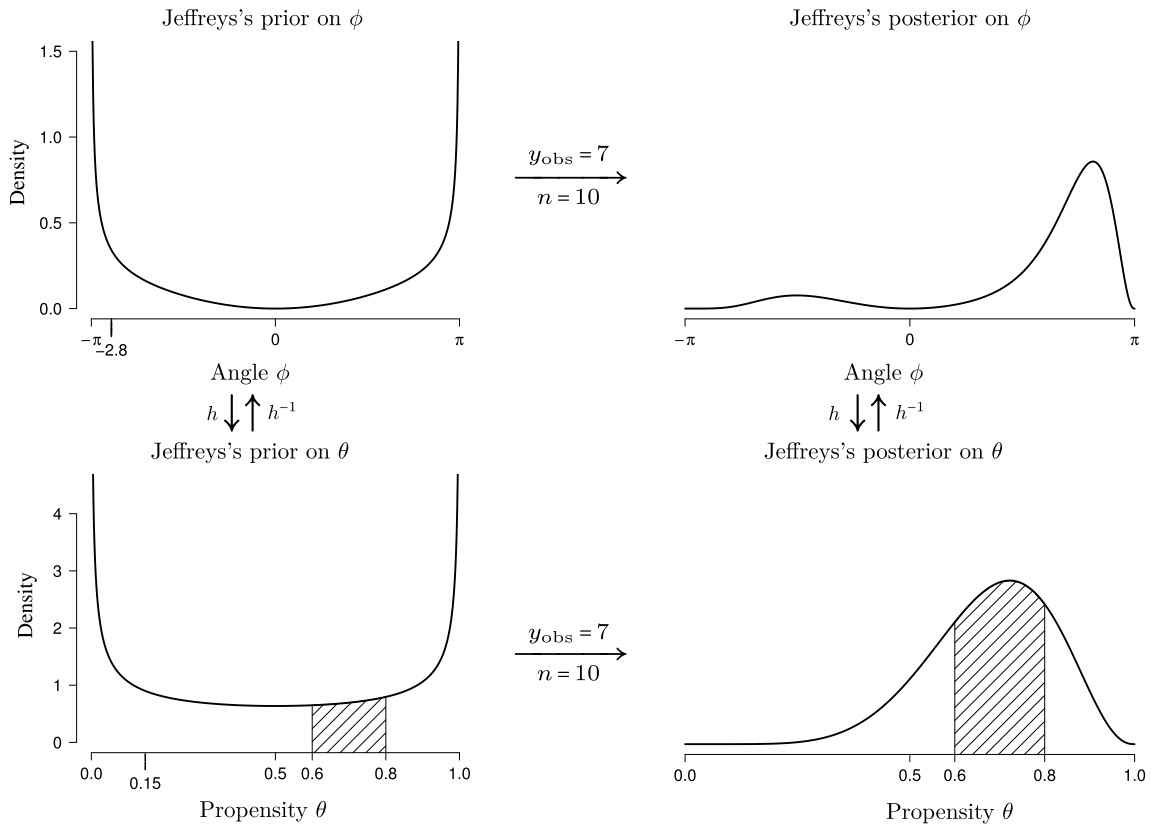 Jeffreys's prior on ϕ
Jeffreys's posterior on ϕ
1.5
1.0
0.5
0.0
Density
y_obs = 7
n = 10
−π
−2.8
0
π
−π
0
π
Angle ϕ
Angle ϕ
h
h⁻¹
h
h⁻¹
Jeffreys's prior on θ
Jeffreys's posterior on θ
4
3
2
1
0
Density
y_obs = 7
n = 10
0.0
0.15
0.5
0.6
0.8
1.0
0.0
0.5
0.6
0.8
1.0
Propensity θ
Propensity θ